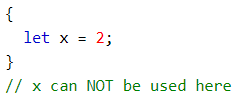 {
  let x = 2;
}
// x can NOT be used here